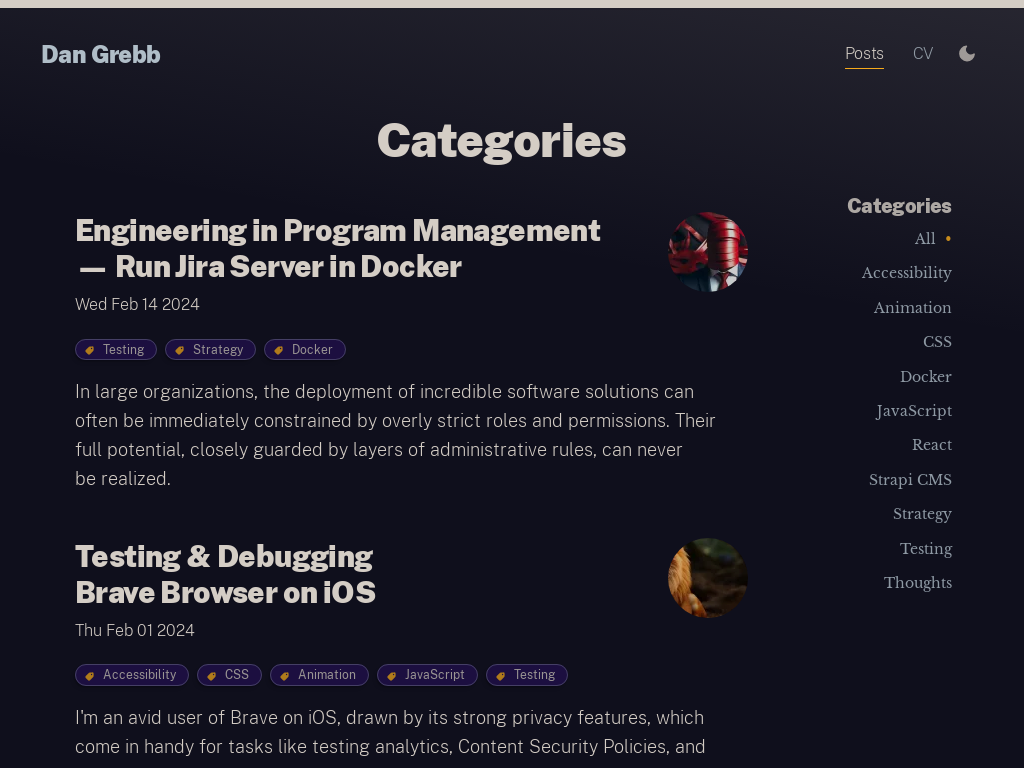 Dan Grebb
Posts
CV
Categories
Engineering in Program Management
— Run Jira Server in Docker
Wed Feb 14 2024
Testing
Strategy
Docker
In large organizations, the deployment of incredible software solutions can
often be immediately constrained by overly strict roles and permissions. Their
full potential, closely guarded by layers of administrative rules, can never
be realized.
Testing & Debugging
Brave Browser on iOS
Thu Feb 01 2024
Accessibility
CSS
Animation
JavaScript
Testing
I'm an avid user of Brave on iOS, drawn by its strong privacy features, which
come in handy for tasks like testing analytics, Content Security Policies, and
Categories
All
Accessibility
Animation
CSS
Docker
JavaScript
React
Strapi CMS
Strategy
Testing
Thoughts